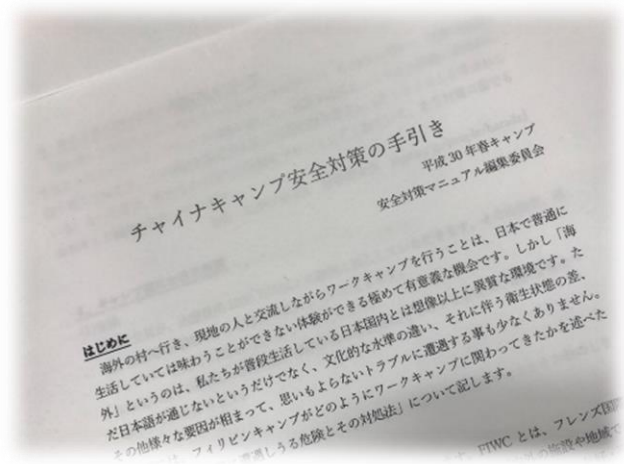 チャイナキャンプ安全対策の手引き
平成30年春キャンプ
安全対策マニュアル編集委員会
はじめに
海外の村へ行き、現地の人と交流しながらワークキャンプを行うことは、日本で普通に
生活していては味わうことができない体験ができる極めて有意義な機会です。しかし「海
外」というのは、私たちが普段生活している日本国内とは想像以上に異質な環境です。た
だ日本語が通じないというだけでなく、文化的な水準の違い、それに伴う衛生状態の差、
その他様々な要因が相まって、思いもよらないトラブルに遭遇する事も少なくありません。
は、フィリピンキャンプがどのようにワークキャンプに関わってきたかを述べた
遭遇しうる危険とその対処法」について記します。
FIWC とは、フレンズ国際
の施設や地域で